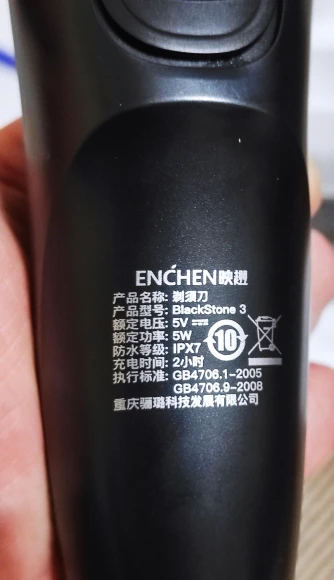 ENCHEN映趣
产品名称: 剃须刀
产品型号: BlackStone 3
额定电压: 5V
额定功率: 5W
防水等级: IPX7
10
充电时间: 2小时
执行标准: GB4706.1-2005
GB4706.9-2008
重庆骊璐科技发展有限公司